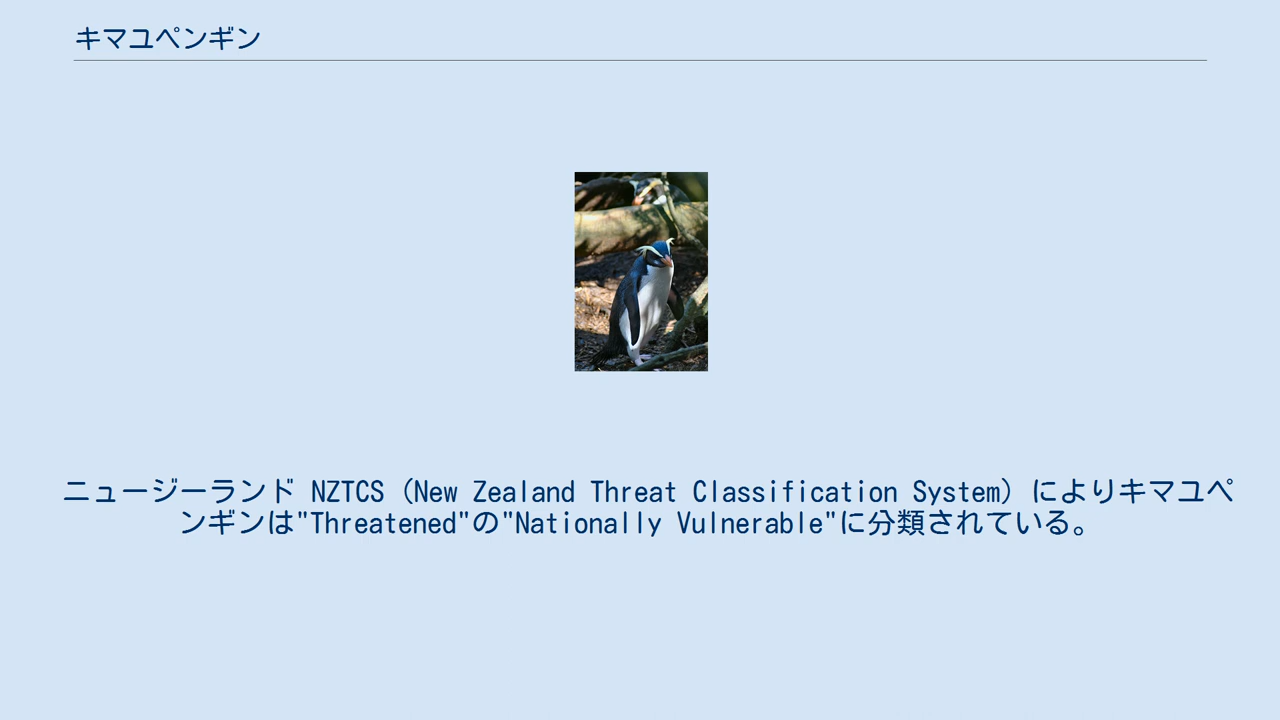 キマユペンギン
ニュージーランド NZTCS (New Zealand Threat Classification System) によりキマユペ
ンギンは"Threatened"の"Nationally Vulnerable"に分類されている。